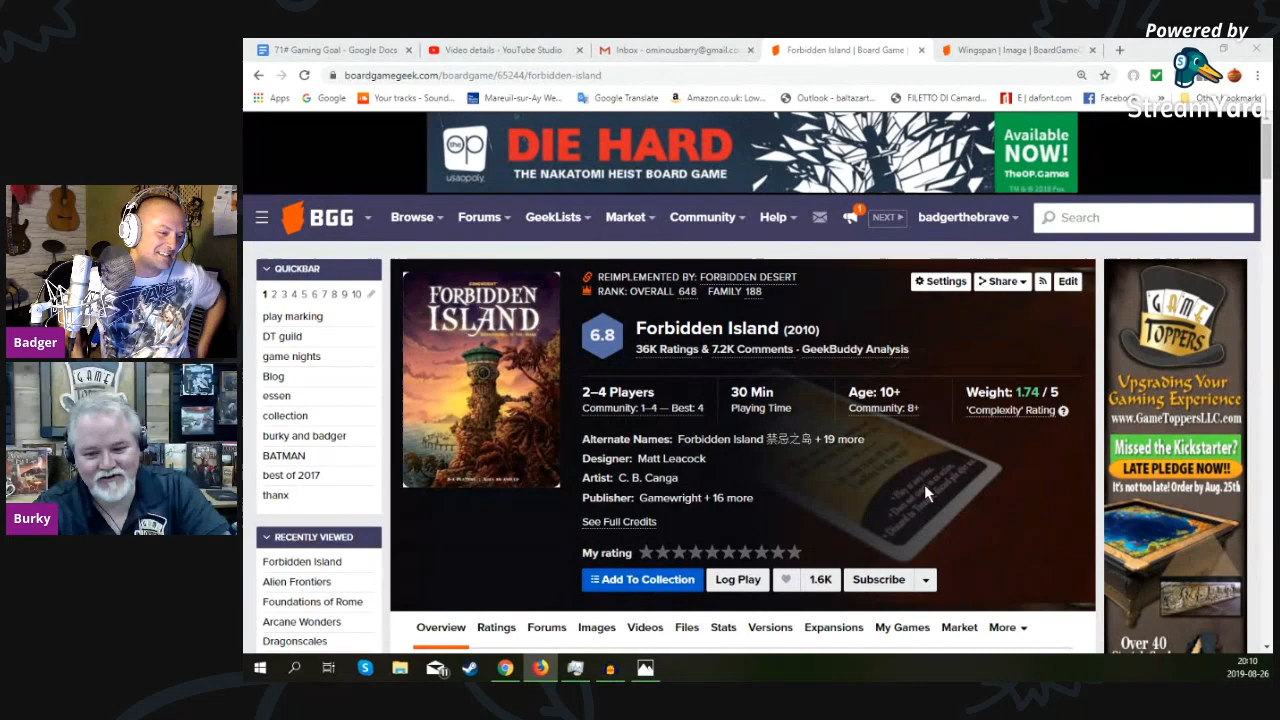 Powered by
StreamYard
71# Gaming Goal - Google Docs
Video details - YouTube Studio
Inbox - ominousbarry@gmail.co
Forbidden Island | Board Game |
Wingspan | Image | BoardGameG
boardgamegeek.com/boardgame/65244/forbidden-island
Apps
Google
Your tracks - Sound...
Mareuil-sur-Ay We...
Google Translate
Amazon.co.uk: Low...
Outlook - baltazart...
FILETTO DI Camard...
E | dafont.com
Facebook
Other bookmarks
the op
usaopoly
DIE HARD
THE NAKATOMI HEIST BOARD GAME
Available
NOW!
TheOP.Games
BGG
Browse
Forums
GeekLists
Market
Community
Help
1
NEXT
badgerthebrave
Search
QUICKBAR
1 2 3 4 5 6 7 8 9 10
play marking
DT guild
game nights
Blog
essen
collection
burky and badger
BATMAN
best of 2017
thanx
RECENTLY VIEWED
Forbidden Island
Alien Frontiers
Foundations of Rome
Arcane Wonders
Dragonscales
FORBIDDEN
ISLAND
REIMPLEMENTED BY: FORBIDDEN DESERT
RANK: OVERALL 648 FAMILY 188
Settings
Share
Edit
6.8
Forbidden Island (2010)
36K Ratings & 7.2K Comments · GeekBuddy Analysis
2–4 Players
Community: 1–4 — Best: 4
30 Min
Playing Time
Age: 10+
Community: 8+
Weight: 1.74 / 5
'Complexity' Rating
Alternate Names: Forbidden Island 禁忌之岛 + 19 more
Designer: Matt Leacock
Artist: C. B. Canga
Publisher: Gamewright + 16 more
See Full Credits
My rating
Add To Collection
Log Play
1.6K
Subscribe
Overview
Ratings
Forums
Images
Videos
Files
Stats
Versions
Expansions
My Games
Market
More
GAME
TOPPERS
Upgrading Your
Gaming Experience
www.GameToppersLLC.com
Missed the Kickstarter?
LATE PLEDGE NOW!!
It's not too late! Order by Aug. 25th
Over 40
Badger
Burky
GAME
20:10
2019-08-26